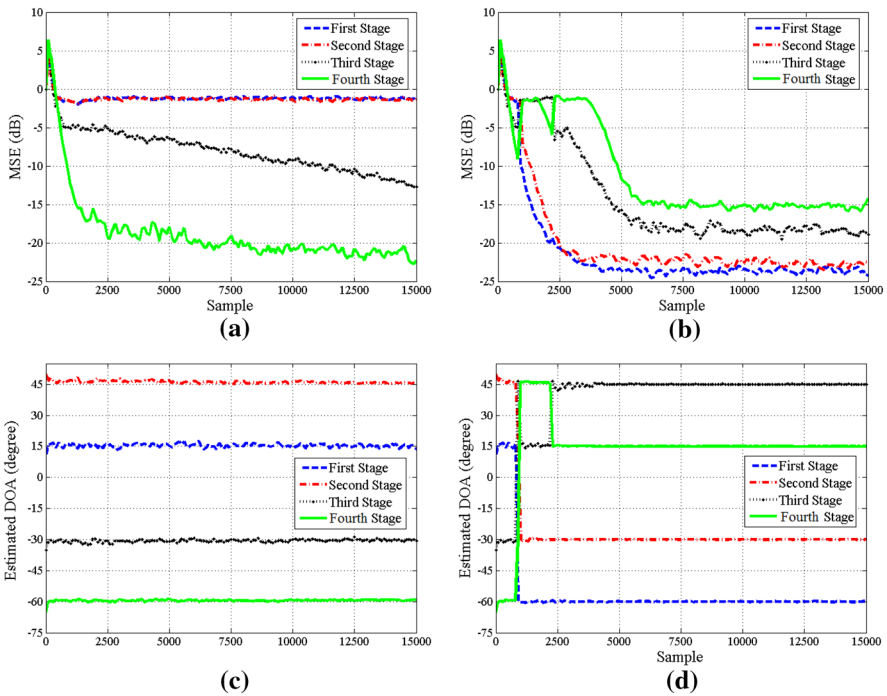 10
5
0
-5
-10
-15
-20
-25
MSE (dB)
First Stage
Second Stage
Third Stage
Fourth Stage
0 2500 5000 7500 10000 12500 15000
Sample
(a)
10
5
0
-5
-10
-15
-20
-25
MSE (dB)
First Stage
Second Stage
Third Stage
Fourth Stage
0 2500 5000 7500 10000 12500 15000
Sample
(b)
45
30
15
0
-15
-30
-45
-60
-75
Estimated DOA (degree)
First Stage
Second Stage
Third Stage
Fourth Stage
0 2500 5000 7500 10000 12500 15000
(c)
45
30
15
0
-15
-30
-45
-60
-75
Estimated DOA (degree)
First Stage
Second Stage
Third Stage
Fourth Stage
0 2500 5000 7500 10000 12500 15000
Sample
(d)